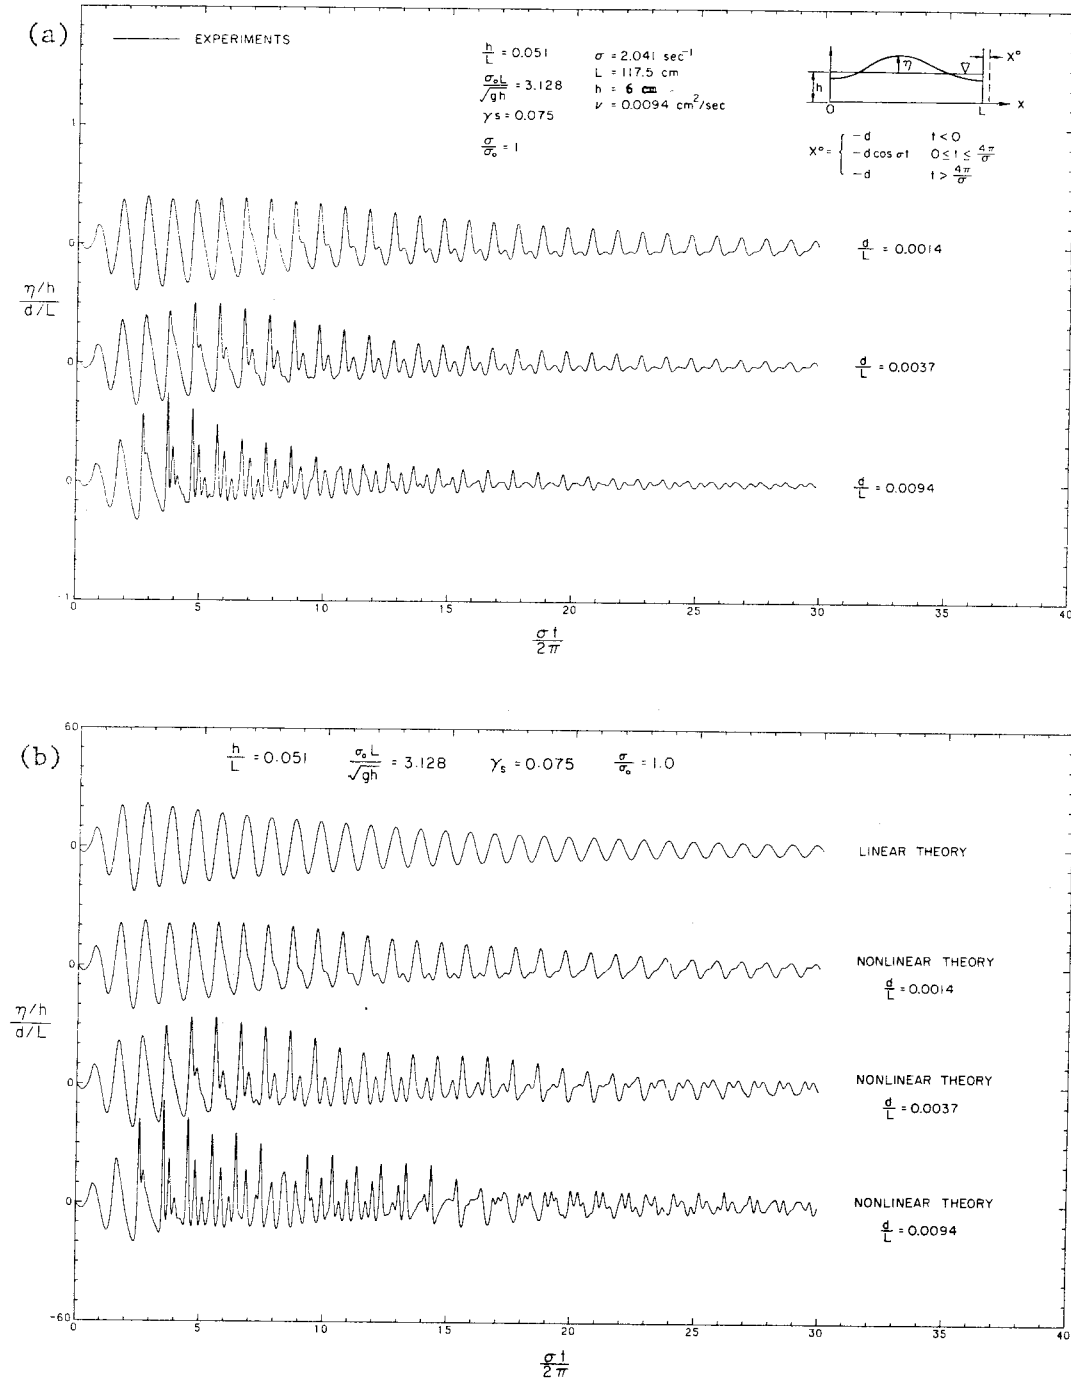 (a)
EXPERIMENTS
h/L = 0.051
σₒL/√gh = 3.128
γs = 0.075
σ/σₒ = 1
σ = 2.041 sec⁻¹
L = 117.5 cm
h = 6 cm
ν = 0.0094 cm²/sec
η
h
X°
O
L
X
X° = { -d t < 0
-d cos σt 0 ≤ t ≤ 4π/σ
-d t > 4π/σ
1
0
0
0
-1
η/h
d/L
d/L = 0.0014
d/L = 0.0037
d/L = 0.0094
0 5 10 15 20 25 30 35 40
σt/2π
(b)
h/L = 0.051 σₒL/√gh = 3.128 γs = 0.075 σ/σₒ = 1.0
60
0
0
0
0
-60
η/h
d/L
LINEAR THEORY
NONLINEAR THEORY
d/L = 0.0014
NONLINEAR THEORY
d/L = 0.0037
NONLINEAR THEORY
d/L = 0.0094
0 5 10 15 20 25 30 35 40
σt/2π